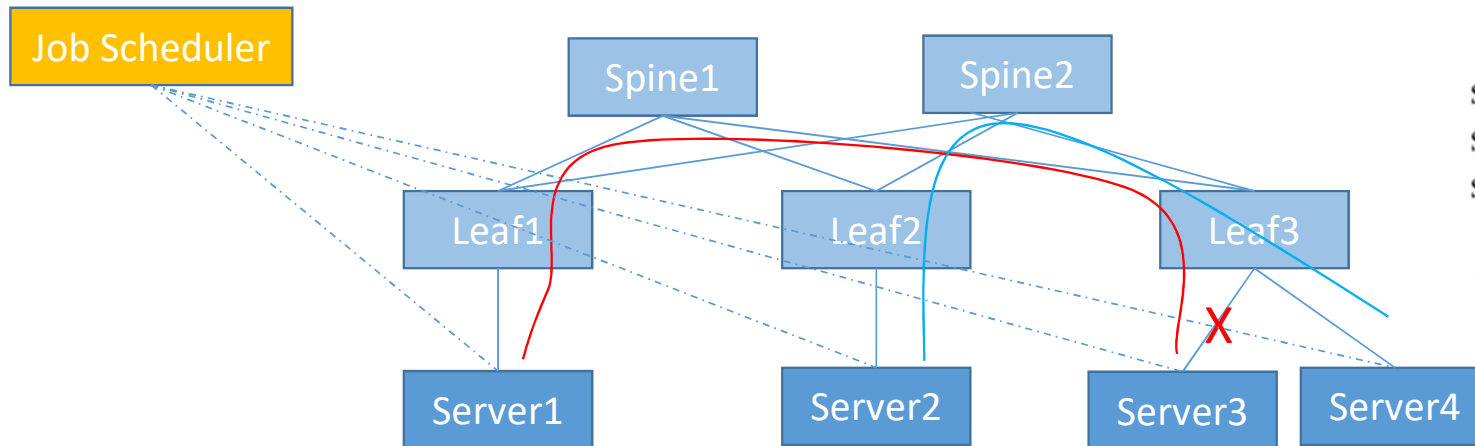 Job Scheduler
Spine1
Spine2
Leaf1
Leaf2
Leaf3
X
Server1
Server2
Server3
Server4